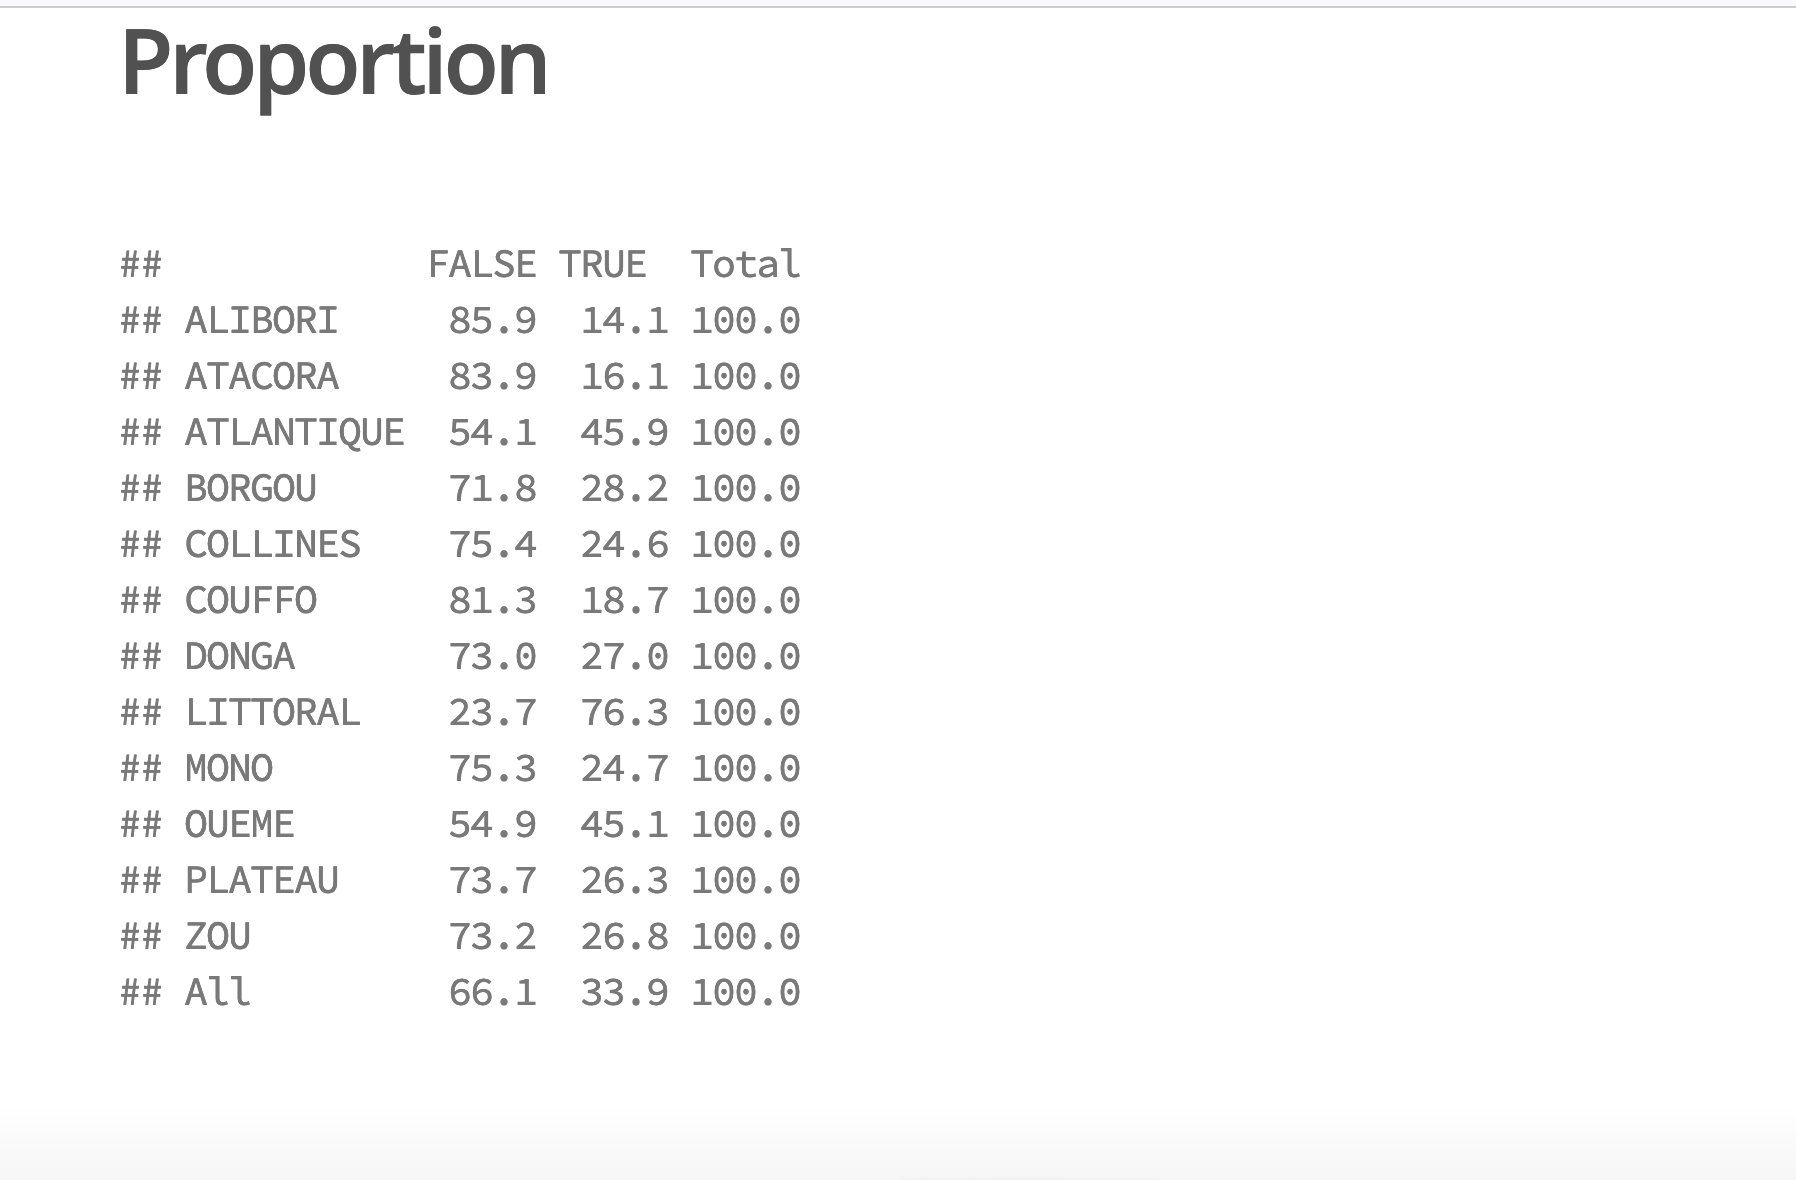 Proportion
##            FALSE TRUE  Total
## ALIBORI     85.9  14.1 100.0
## ATACORA     83.9  16.1 100.0
## ATLANTIQUE  54.1  45.9 100.0
## BORGOU      71.8  28.2 100.0
## COLLINES    75.4  24.6 100.0
## COUFFO      81.3  18.7 100.0
## DONGA       73.0  27.0 100.0
## LITTORAL    23.7  76.3 100.0
## MONO        75.3  24.7 100.0
## OUEME       54.9  45.1 100.0
## PLATEAU     73.7  26.3 100.0
## ZOU         73.2  26.8 100.0
## All         66.1  33.9 100.0